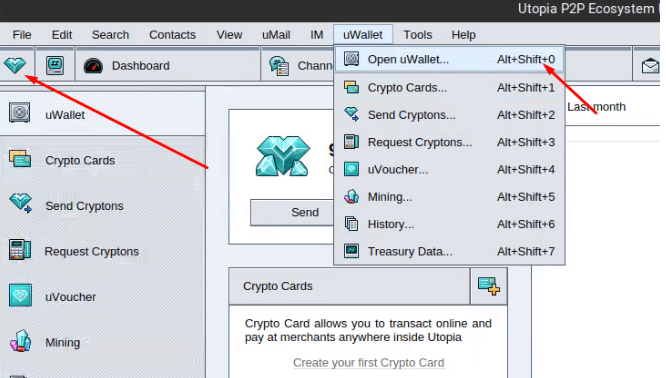 Utopia P2P Ecosystem
File Edit Search Contacts View uMail IM uWallet Tools Help
Dashboard
Open uWallet... Alt+Shift+0
Crypto Cards... Alt+Shift+1
Send Cryptons... Alt+Shift+2
Request Cryptons... Alt+Shift+3
uVoucher... Alt+Shift+4
Mining... Alt+Shift+5
History... Alt+Shift+6
Treasury Data... Alt+Shift+7
Last month
uWallet
Crypto Cards
Send Cryptons
Request Cryptons
uVoucher
Mining
Send
Crypto Cards
Crypto Card allows you to transact online and
pay at merchants anywhere inside Utopia
Create your first Crypto Card